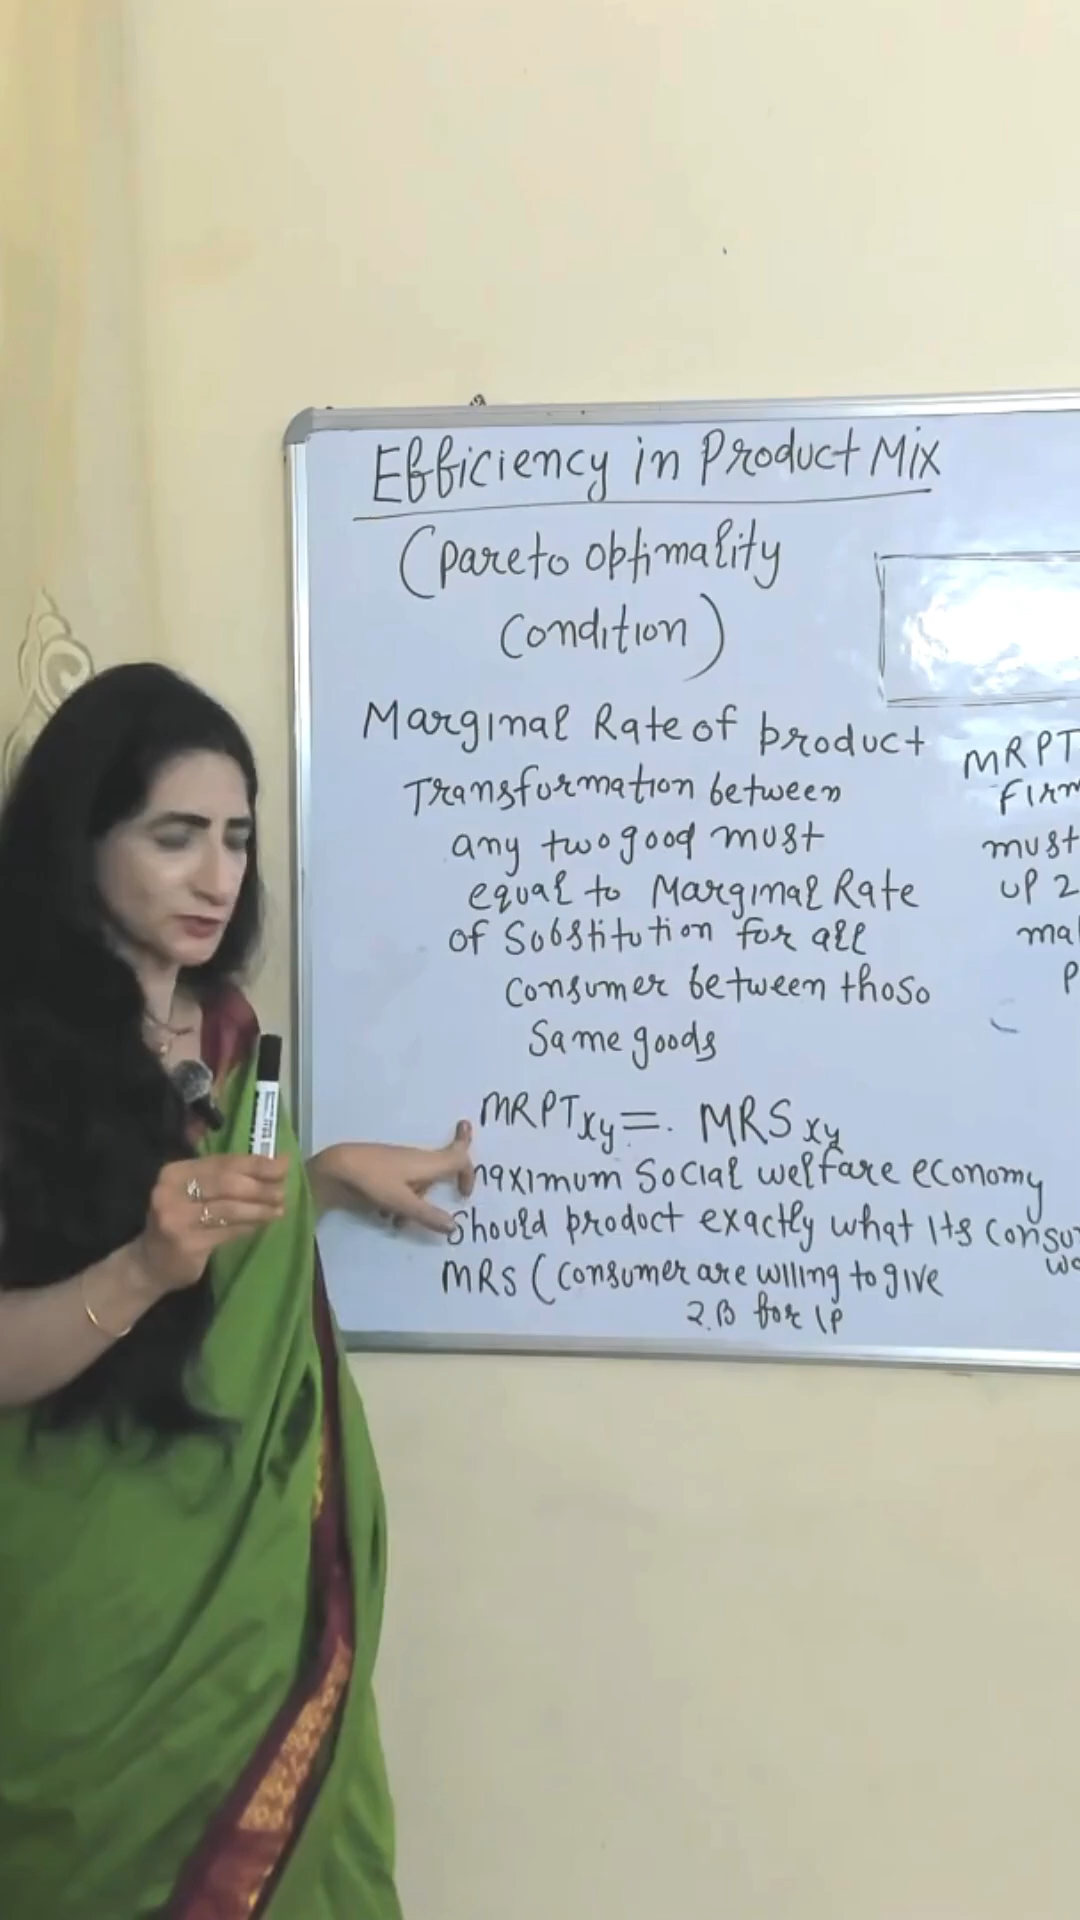 Efficiency in Product Mix
(pareto optimality
Condition)
Marginal Rate of product
Transformation between
any two good must
equal to Marginal Rate
of Substitution for all
Consumer between thoso
Same goods
MRPTxy = MRSxy
maximum Social welfare economy
Should product exactly what Its
MRS (Consumer are willing to give
2.B for 1P
MRPT
firm
must
up 2